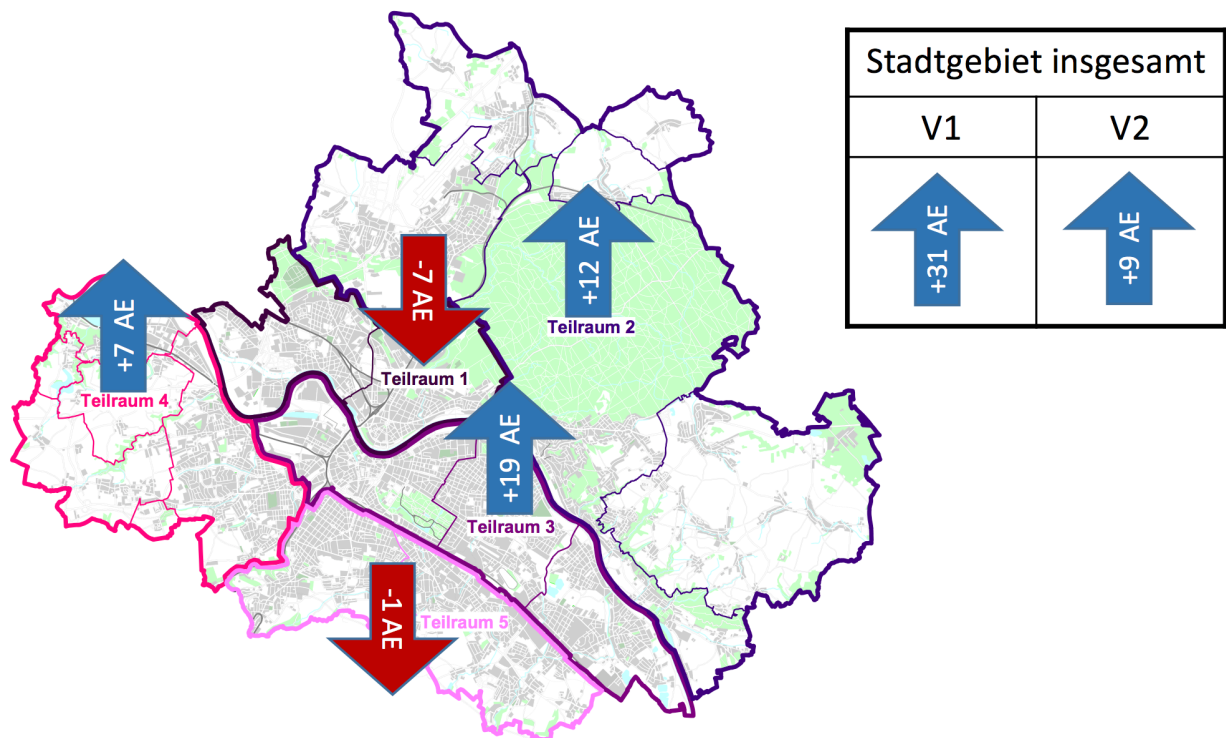 Stadtgebiet insgesamt
V1
V2
+31 AE
+9 AE
+12 AE
Teilraum 2
-7 AE
Teilraum 1
+7 AE
Teilraum 4
+19 AE
Teilraum 3
-1 AE
Teilraum 5